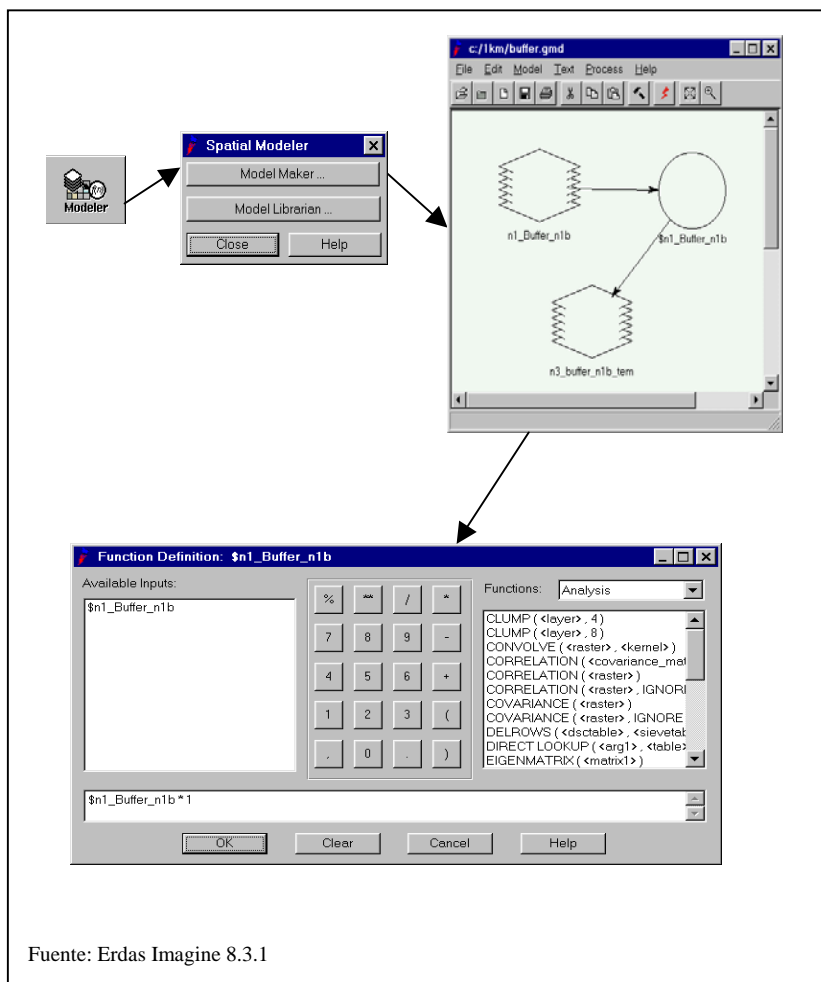 c:/1km/buffer.gmd
File Edit Model Text Process Help
Spatial Modeler
Model Maker ...
Model Librarian ...
Close Help
Modeler
n1_Buffer_n1b
$n1_Buffer_n1b
n3_buffer_n1b_tem
Function Definition: $n1_Buffer_n1b
Available Inputs:
$n1_Buffer_n1b
% ** / *
7 8 9 -
4 5 6 +
1 2 3 (
, 0 . )
Functions: Analysis
CLUMP ( <layer> , 4 )
CLUMP ( <layer> , 8 )
CONVOLVE ( <raster> , <kernel> )
CORRELATION ( <covariance_mat
CORRELATION ( <raster> )
CORRELATION ( <raster> , IGNORE
COVARIANCE ( <raster> )
COVARIANCE ( <raster> , IGNORE
DELROWS ( <dsctable> , <sievetab
DIRECT LOOKUP ( <arg1> , <table>
EIGENMATRIX ( <matrix1> )
$n1_Buffer_n1b * 1
OK Clear Cancel Help
Fuente: Erdas Imagine 8.3.1